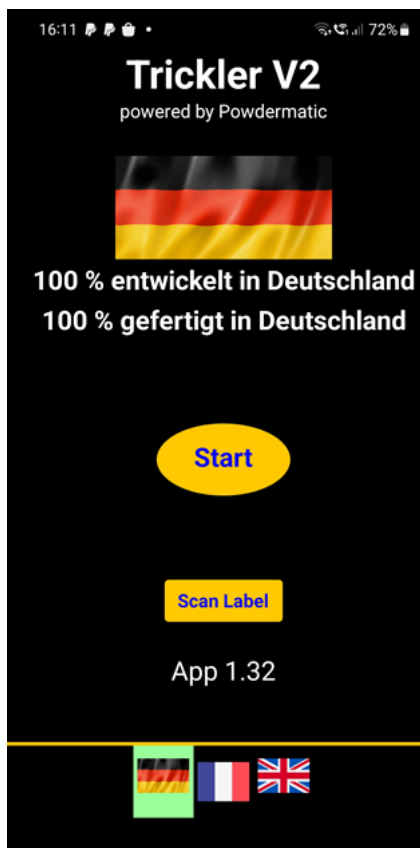 16:11
72%
Trickler V2
powered by Powdermatic
100 % entwickelt in Deutschland
100 % gefertigt in Deutschland
Start
Scan Label
App 1.32